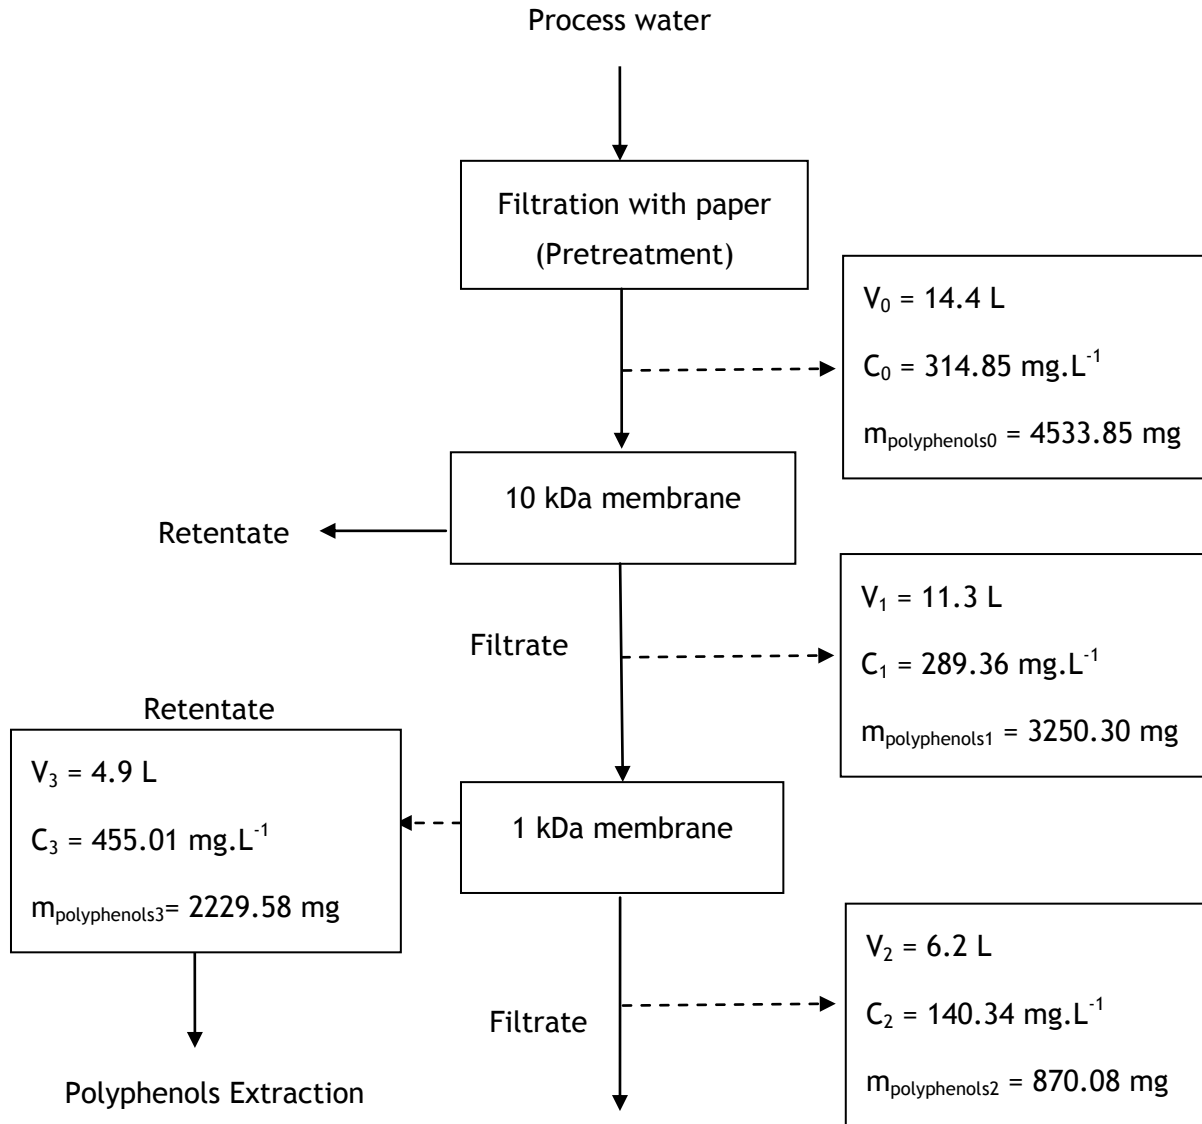 Process water
Filtration with paper
(Pretreatment)
V₀ = 14.4 L
C₀ = 314.85 mg.L⁻¹
mpolyphenols0 = 4533.85 mg
10 kDa membrane
Retentate
V₁ = 11.3 L
C₁ = 289.36 mg.L⁻¹
mpolyphenols1 = 3250.30 mg
Filtrate
Retentate
V₃ = 4.9 L
C₃ = 455.01 mg.L⁻¹
mpolyphenols3= 2229.58 mg
1 kDa membrane
V₂ = 6.2 L
C₂ = 140.34 mg.L⁻¹
mpolyphenols2 = 870.08 mg
Filtrate
Polyphenols Extraction